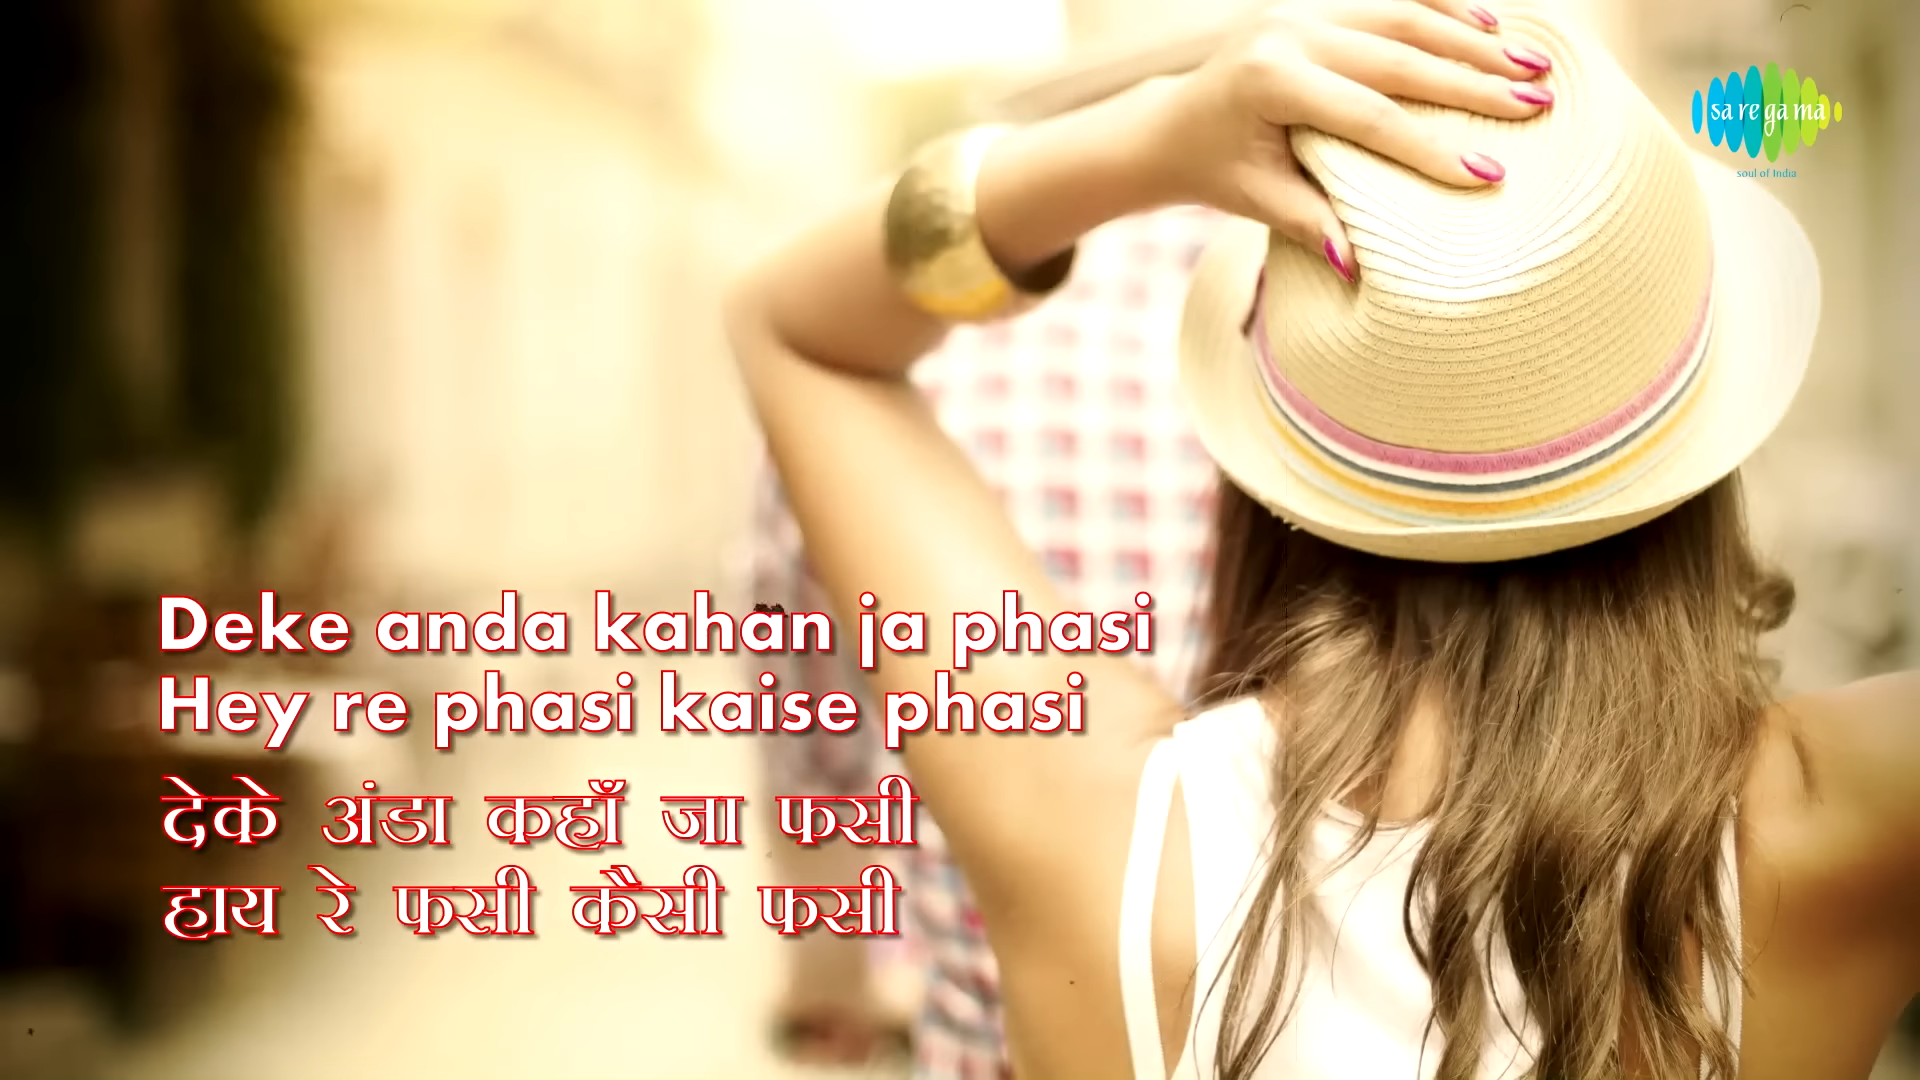 sa re ga ma
soul of India
Deke anda kahan ja phasi
Hey re phasi kaise phasi
देके अंडा कहाँ जा फसी
हाय रे फसी कैसी फसी